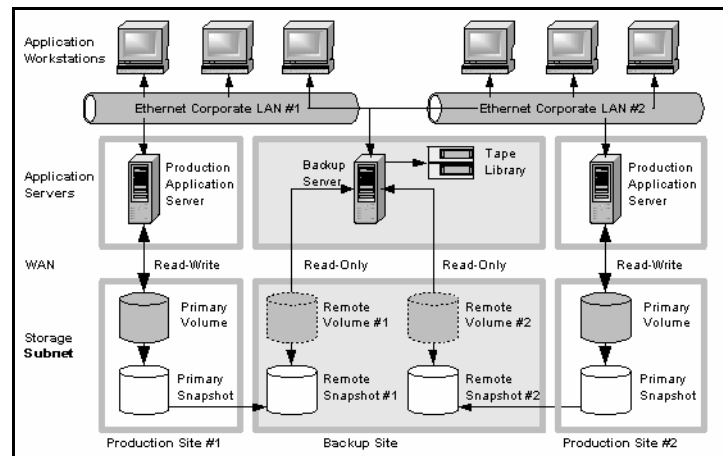 Application
Workstations
Ethernet Corporate LAN #1
Ethernet Corporate LAN #2
Application
Servers
Production
Application
Server
Backup
Server
Tape
Library
Production
Application
Server
WAN
Read-Write
Read-Only
Read-Only
Read-Write
Storage
Subnet
Primary
Volume
Remote
Volume #1
Remote
Volume #2
Primary
Volume
Primary
Snapshot
Remote
Snapshot #1
Remote
Snapshot #2
Primary
Snapshot
Production Site #1
Backup Site
Production Site #2